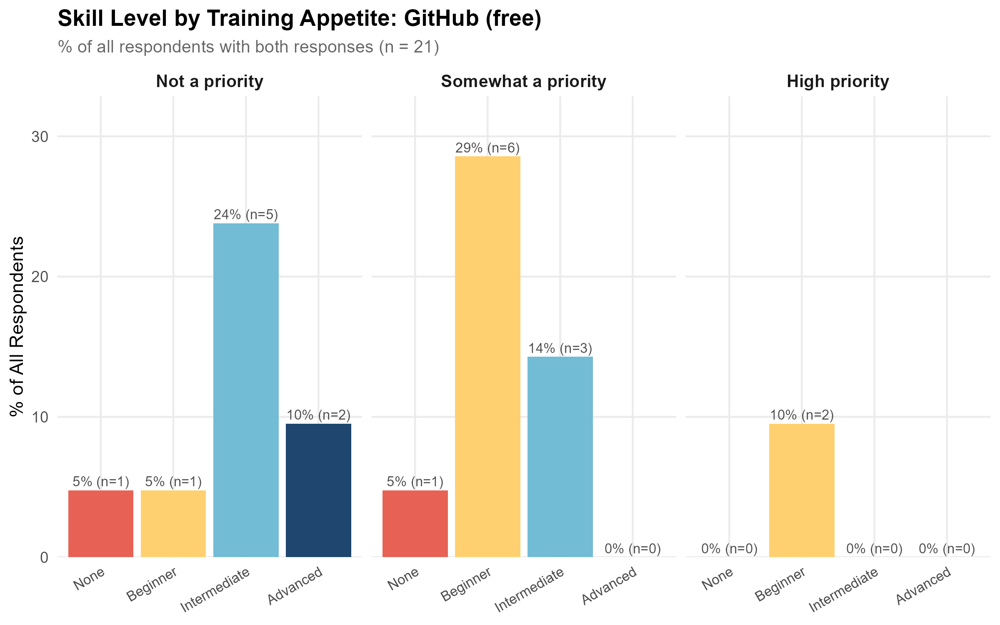 Skill Level by Training Appetite: GitHub (free)
% of all respondents with both responses (n = 21)
Not a priority
Somewhat a priority
High priority
% of All Respondents
30
20
10
0
5% (n=1)
5% (n=1)
24% (n=5)
10% (n=2)
5% (n=1)
29% (n=6)
14% (n=3)
0% (n=0)
0% (n=0)
10% (n=2)
0% (n=0)
0% (n=0)
None
Beginner
Intermediate
Advanced
None
Beginner
Intermediate
Advanced
None
Beginner
Intermediate
Advanced